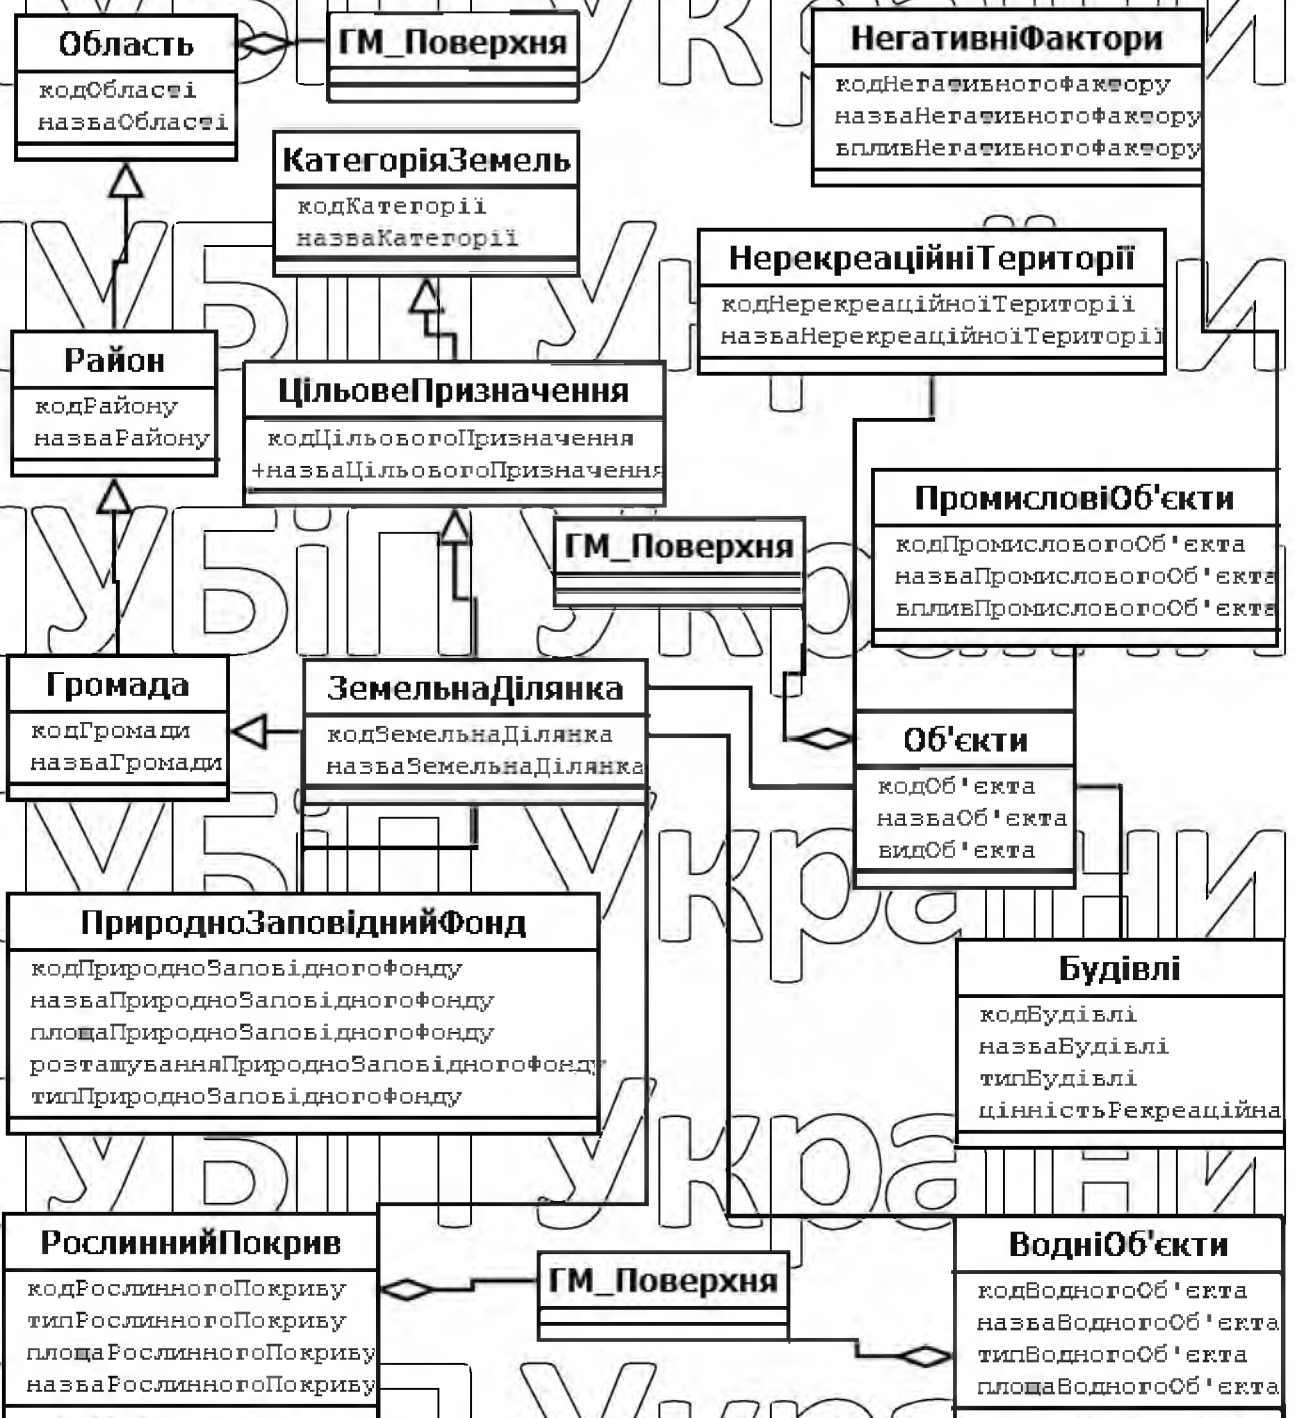 Область
кодОбласті
назваОбласті
ГМ_Поверхня
НегативніФактори
кодНегативногоФактору
назваНегативногоФактору
впливНегативногоФактору
КатегоріяЗемель
кодКатегорії
назваКатегорії
НерекреаційніТериторії
кодНерекреаційноїТериторії
назваНерекреаційноїТериторії
Район
кодРайону
назваРайону
ЦільовеПризначення
кодЦільовогоПризначення
+назваЦільовогоПризначення
ПромисловіОб'єкти
кодПромисловогоОб'єкта
назваПромисловогоОб'єкта
впливПромисловогоОб'єкта
ГМ_Поверхня
Громада
кодГромади
назваГромади
ЗемельнаДілянка
кодЗемельнаДілянка
назваЗемельнаДілянка
Об'єкти
кодОб'єкта
назваОб'єкта
видОб'єкта
ПриродноЗаповіднийФонд
кодПриродноЗаповідногоФонду
назваПриродноЗаповідногоФонду
площаПриродноЗаповідногоФонду
розташуванняПриродноЗаповідногоФонду
типПриродноЗаповідногоФонду
Будівлі
кодБудівлі
назваБудівлі
типБудівлі
цінністьРекреаційна
РослиннийПокрив
кодРослинногоПокриву
типРослинногоПокриву
площаРослинногоПокриву
назваРослинногоПокриву
ГМ_Поверхня
ВодніОб'єкти
кодВодногоОб'єкта
назваВодногоОб'єкта
типВодногоОб'єкта
площаВодногоОб'єкта